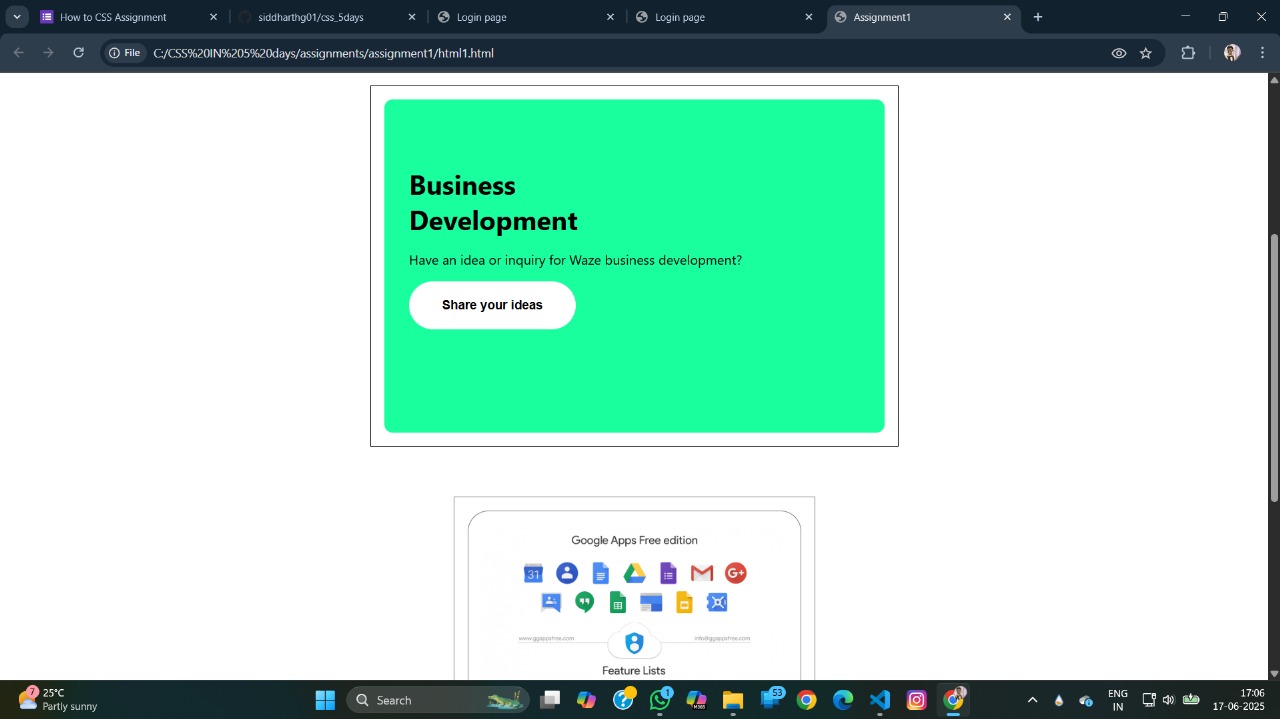 How to CSS Assignment
siddharthg01/css_5days
Login page
Login page
Assignment1
File
C:/CSS%20IN%205%20days/assignments/assignment1/html1.html
Business
Development
Have an idea or inquiry for Waze business development?
Share your ideas
Google Apps Free edition
31
G+
www.ggappsfree.com
info@ggappsfree.com
Feature Lists
7
25°C
Partly sunny
Search
1
M365
53
ENG
IN
17:06
17-06-2025